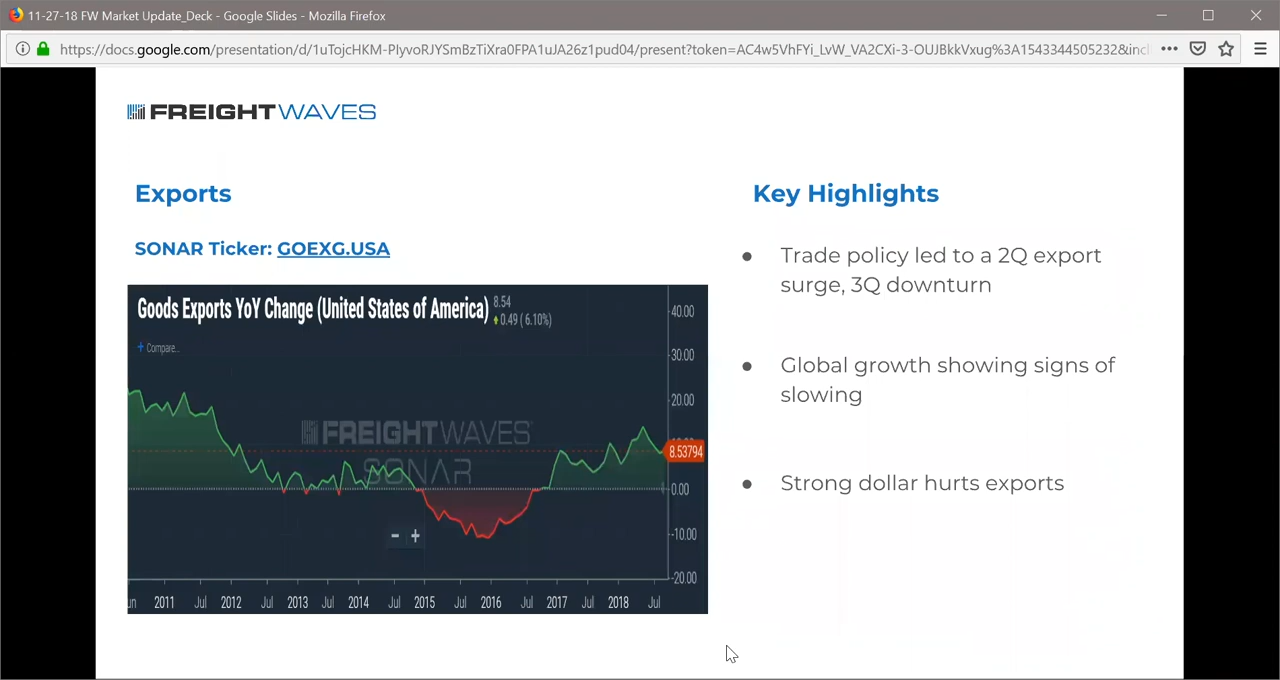 11-27-18 FW Market Update_Deck - Google Slides - Mozilla Firefox
https://docs.google.com/presentation/d/1uTojcHKM-PIyvoRJYSmBzTiXra0FPA1uJA26z1pud04/present?token=AC4w5VhFYi_LvW_VA2CXi-3-OUJBkkVxug%3A1543344505232&incl
FREIGHTWAVES
Exports
SONAR Ticker: GOEXG.USA
Goods Exports YoY Change (United States of America) 8.54
0.49 ( 6.10%)
+ Compare...
FREIGHTWAVES
SONAR
40.00
30.00
20.00
8.53794
0.00
-10.00
-20.00
- +
un 2011 Jul 2012 Jul 2013 Jul 2014 Jul 2015 Jul 2016 Jul 2017 Jul 2018 Jul
Key Highlights
● Trade policy led to a 2Q export
surge, 3Q downturn
● Global growth showing signs of
slowing
● Strong dollar hurts exports